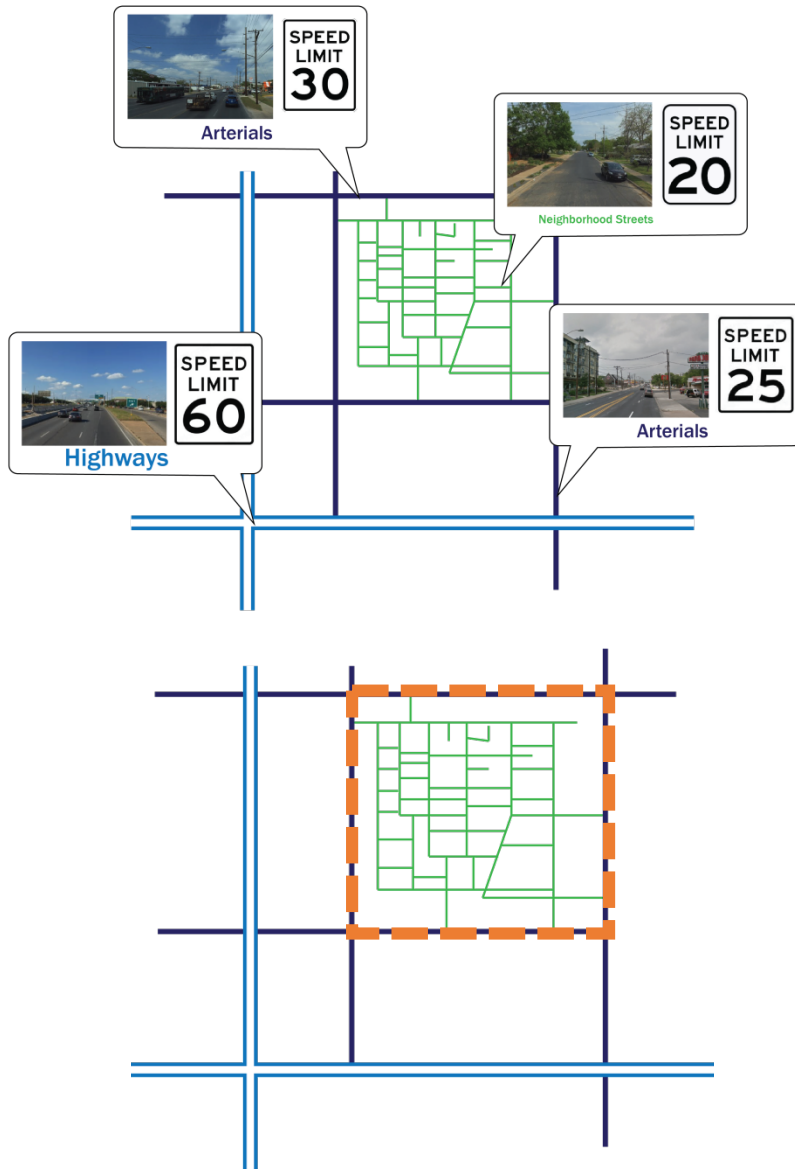 SPEED
LIMIT
30
Arterials
SPEED
LIMIT
20
Neighborhood Streets
SPEED
LIMIT
60
Highways
SPEED
LIMIT
25
Arterials